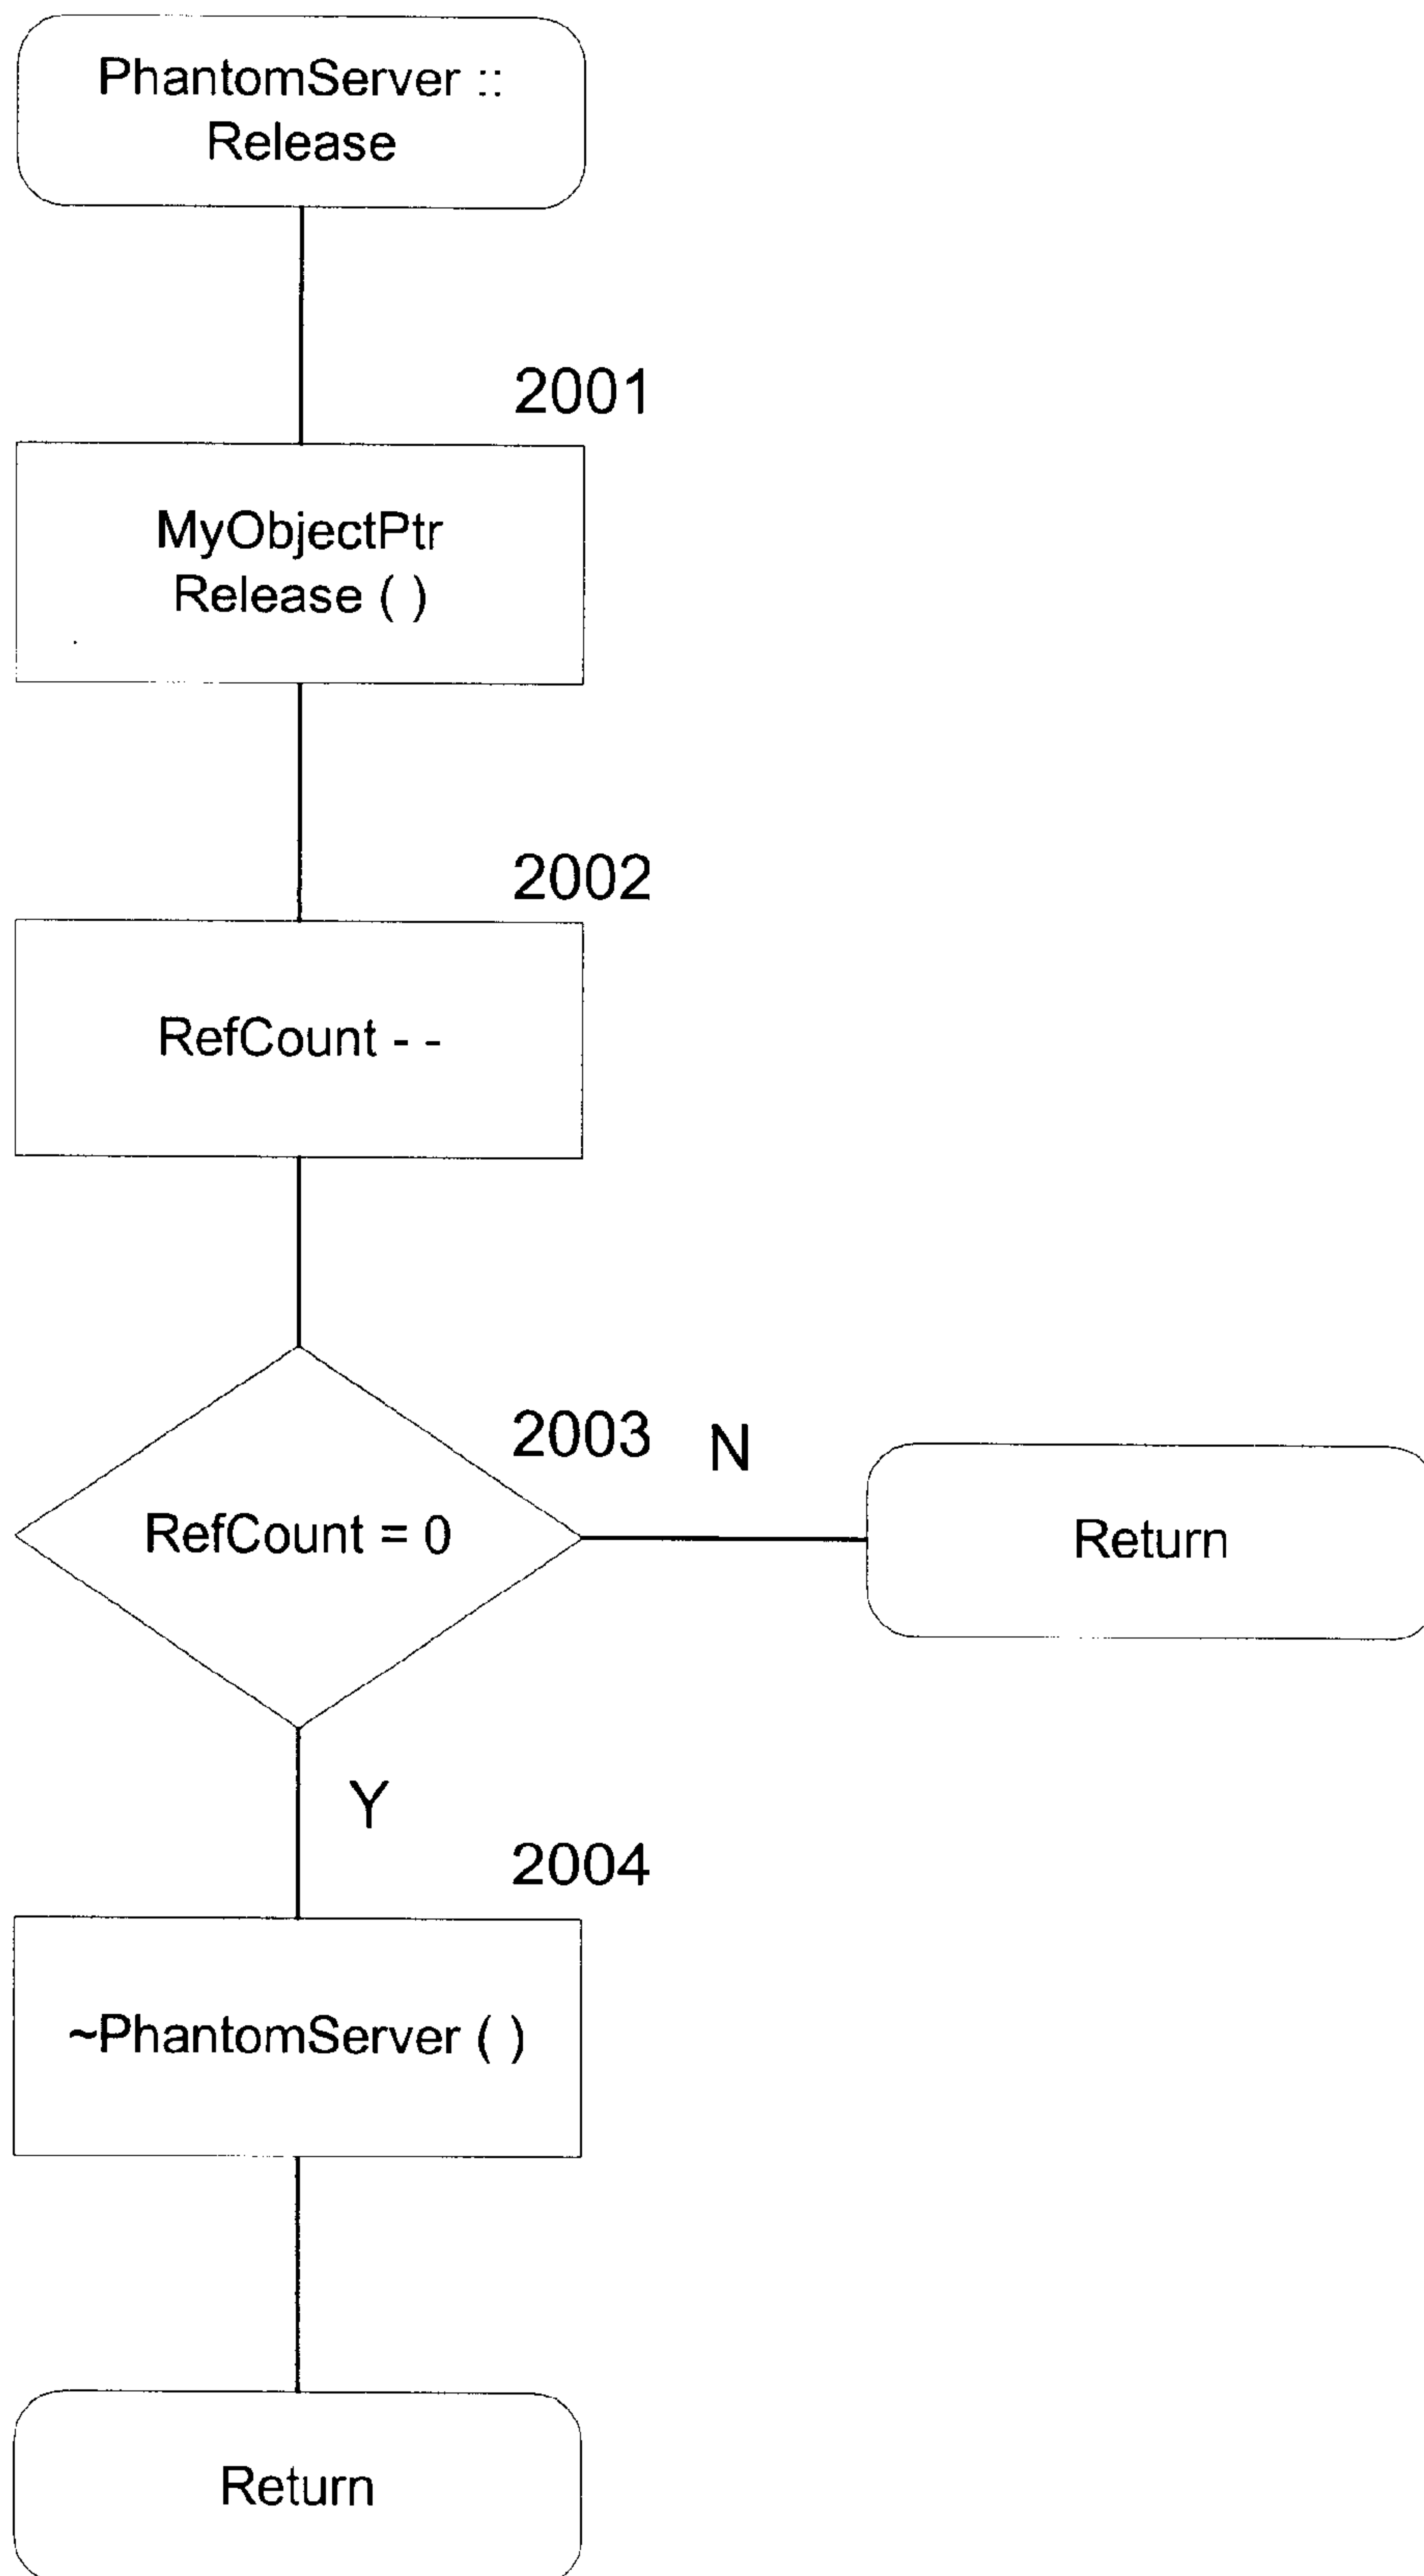 PhantomServer ::
Release
2001
MyObjectPtr
Release ( )
2002
RefCount - -
2003
N
RefCount = 0
Return
Y
2004
~PhantomServer ( )
Return